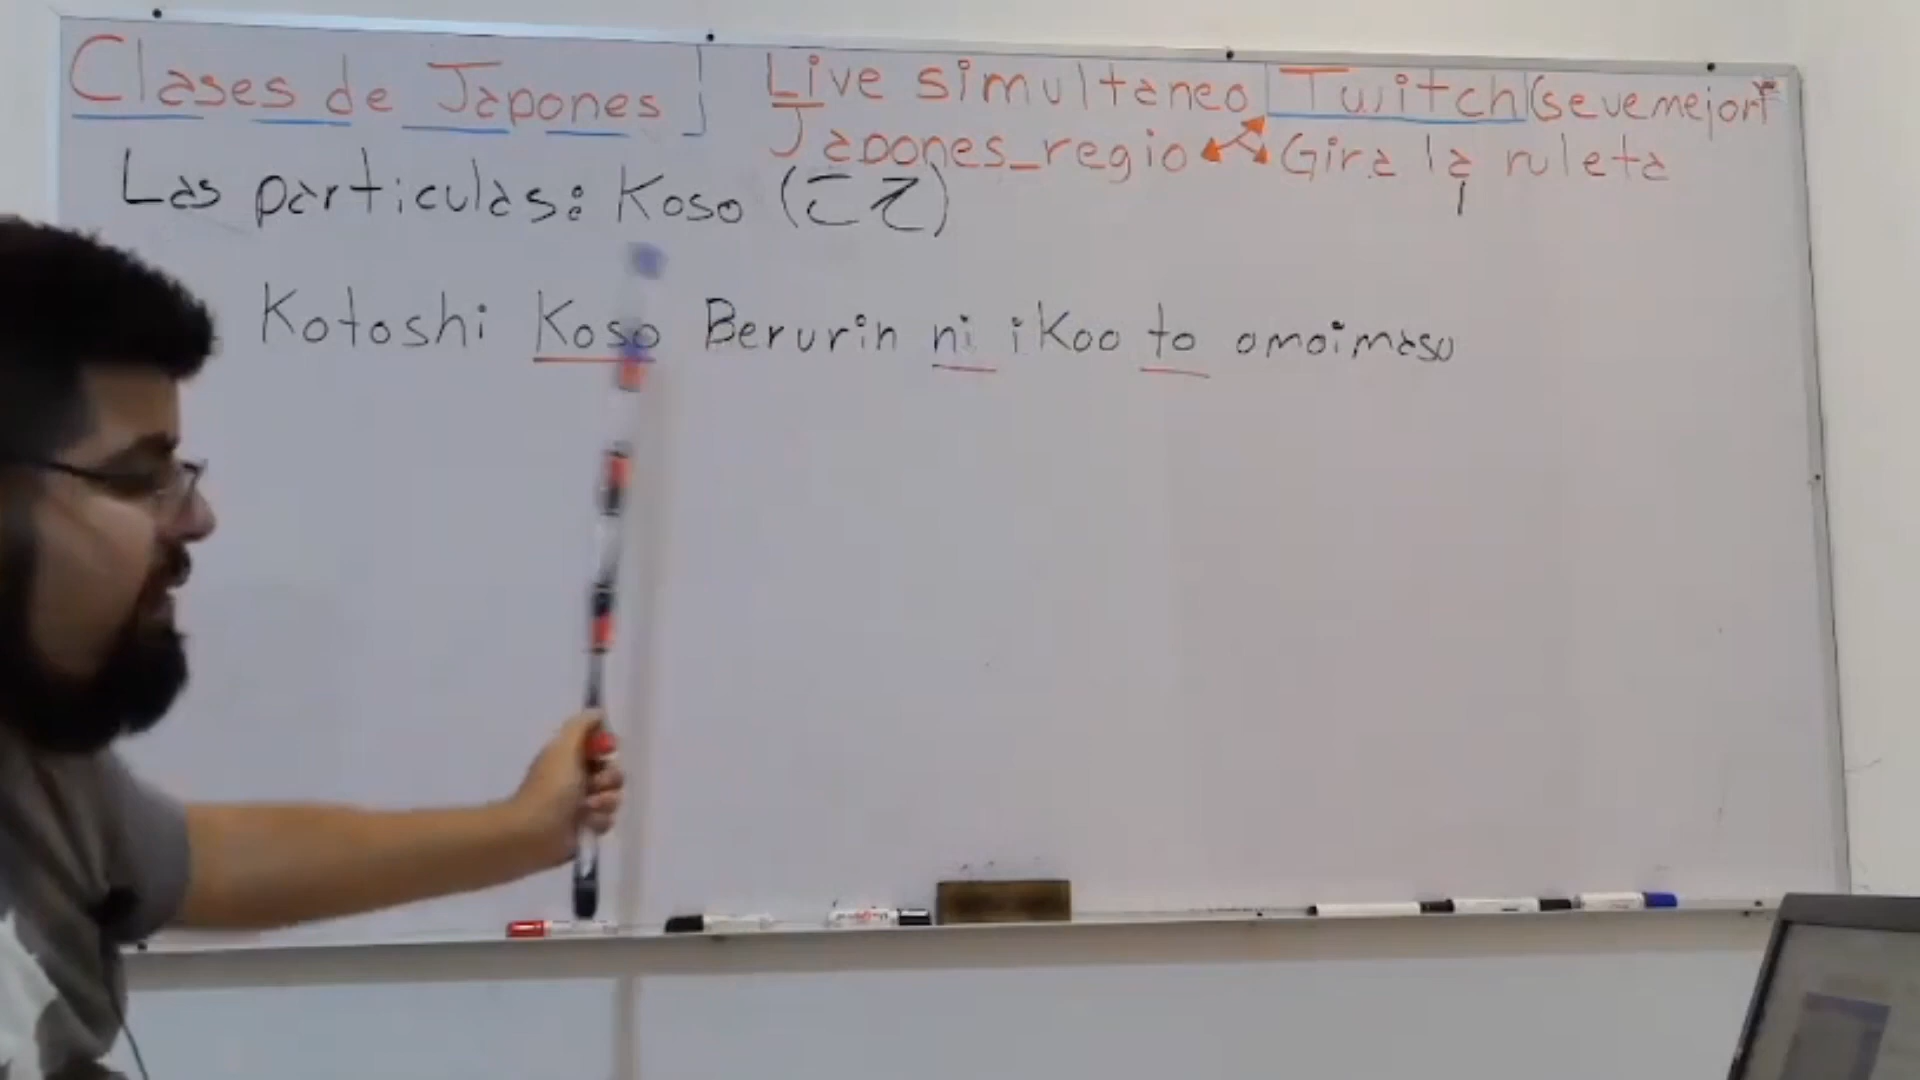 Clases de Japones
Live simultaneo Twitch (se ve mejor)
Japones_regio Gira la ruleta
Las particulas: Koso (こそ)
Kotoshi Koso Berurin ni ikoo to omoimasu